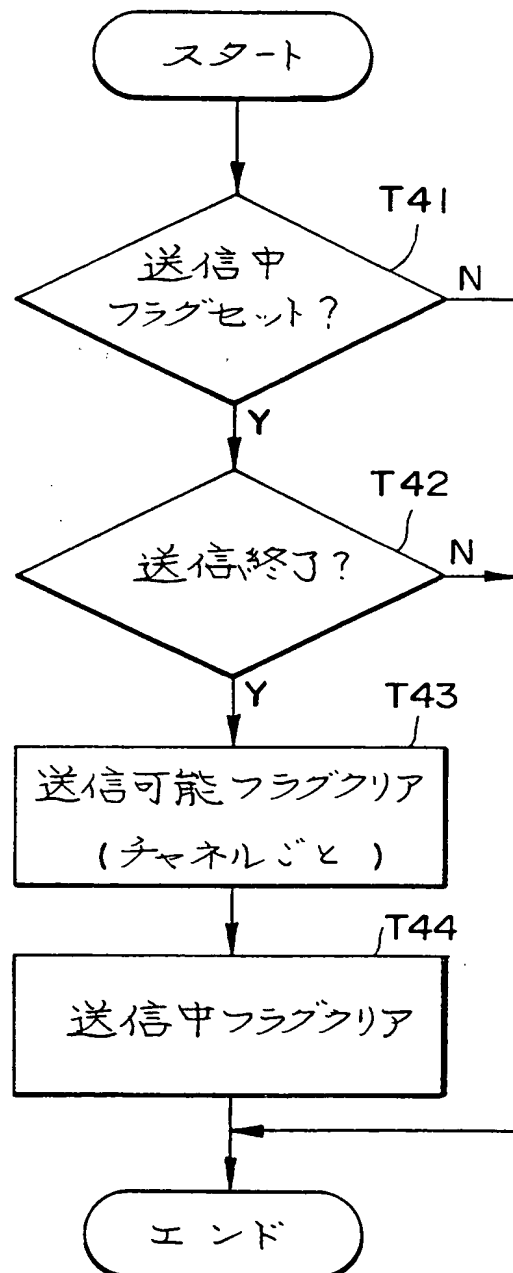 スタート
T41
送信中
フラグセット?
N
Y
T42
送信終了?
N
Y
T43
送信可能フラグクリア
(チャネルごと)
T44
送信中フラグクリア
エンド